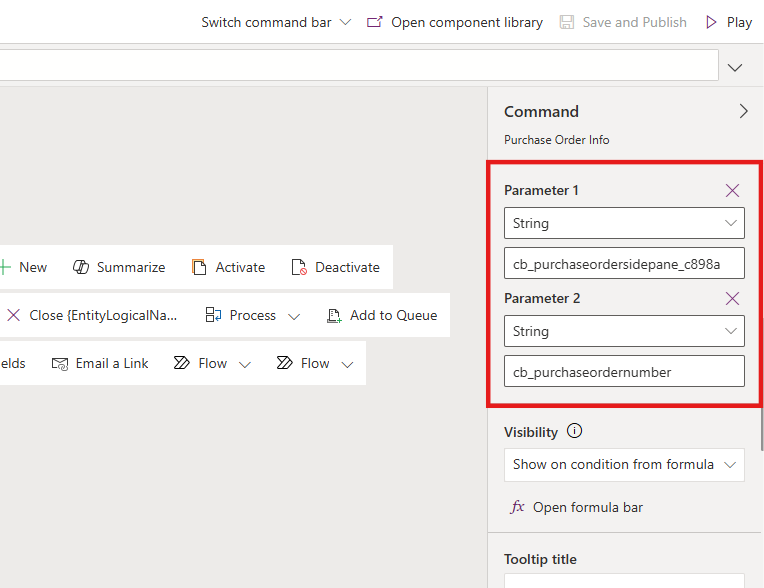 Switch command bar
Open component library
Save and Publish
Play
Command
Purchase Order Info
Parameter 1
String
cb_purchaseordersidepane_c898a
Parameter 2
String
cb_purchaseordernumber
New
Summarize
Activate
Deactivate
Close {EntityLogicalNa...
Process
Add to Queue
elds
Email a Link
Flow
Flow
Visibility
Show on condition from formula
fx Open formula bar
Tooltip title